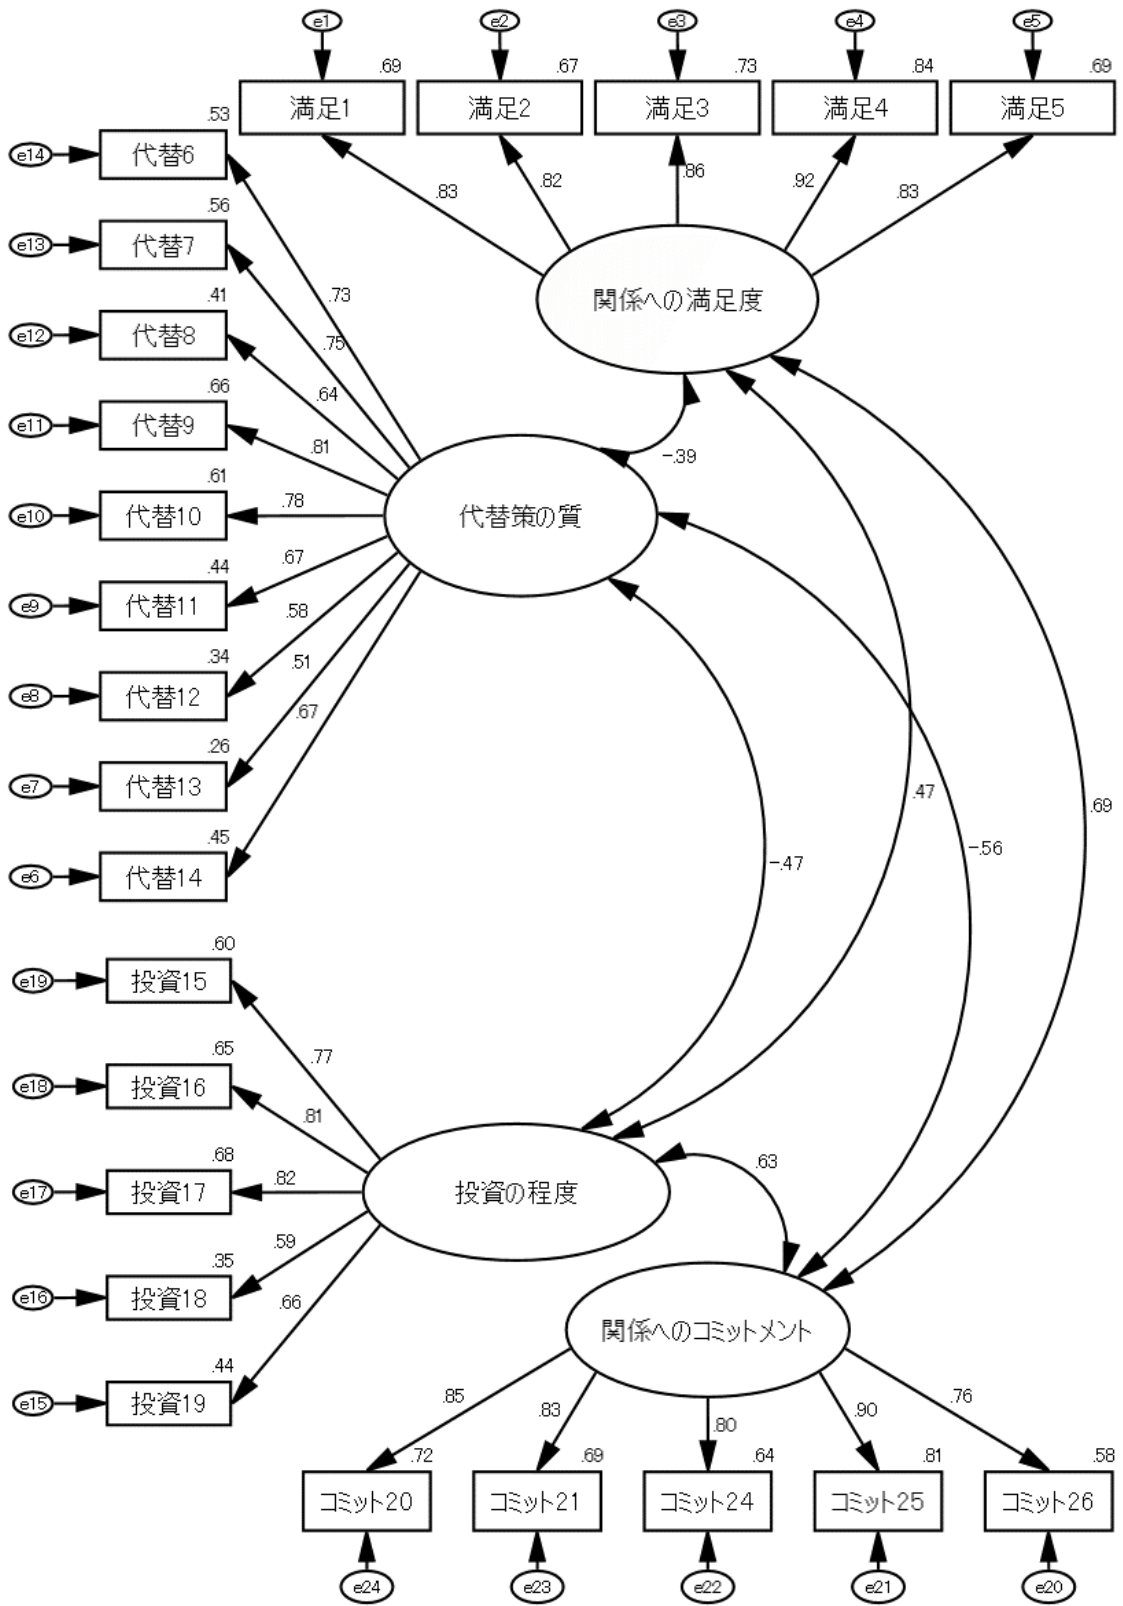 e1
e2
e3
e4
e5
.69
.67
.73
.84
.69
満足1
満足2
満足3
満足4
満足5
.83
.82
.86
.92
.83
関係への満足度
.53
e14
代替6
.56
e13
代替7
.41
e12
代替8
.66
e11
代替9
.61
e10
代替10
.44
e9
代替11
.34
e8
代替12
.26
e7
代替13
.45
e6
代替14
.73
.75
.64
.81
.78
.67
.58
.51
.67
代替策の質
-.39
.47
.69
-.56
-.47
.60
e19
投資15
.65
e18
投資16
.68
e17
投資17
.35
e16
投資18
.44
e15
投資19
.77
.81
.82
.59
.66
投資の程度
.63
関係へのコミットメント
.85
.83
.80
.90
.76
.72
.69
.64
.81
.58
コミット20
コミット21
コミット24
コミット25
コミット26
e24
e23
e22
e21
e20